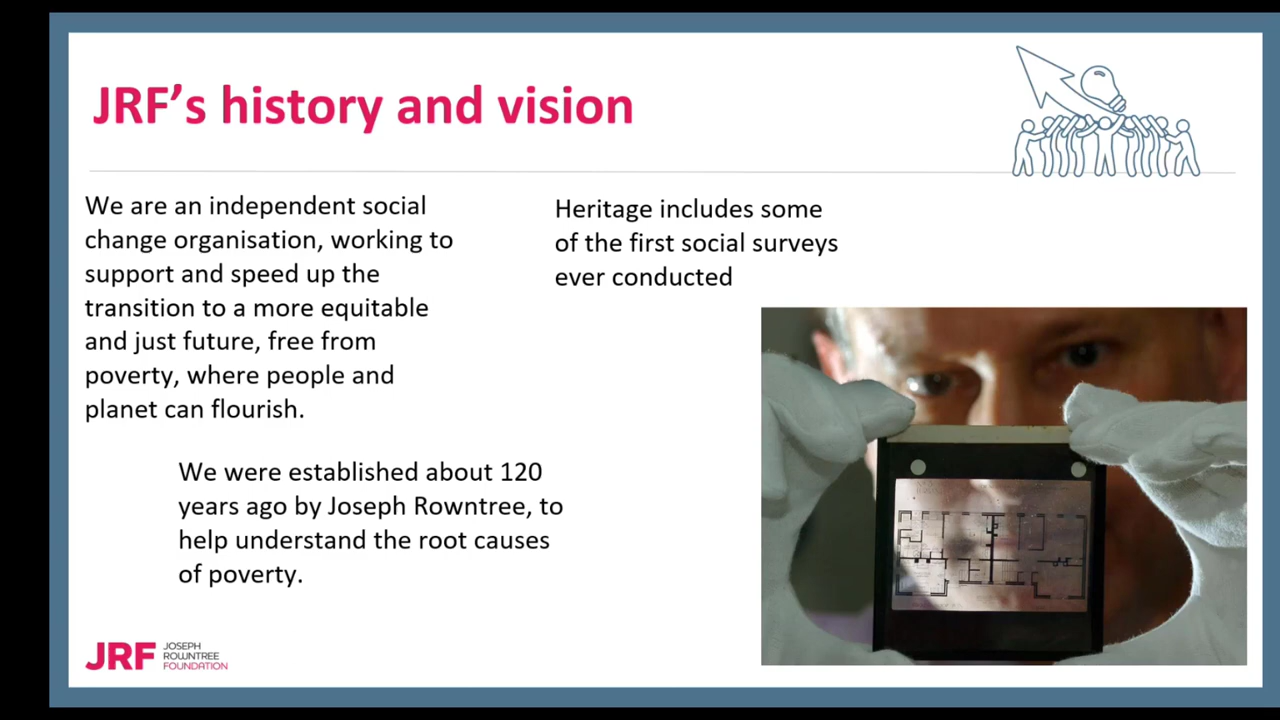 JRF's history and vision
We are an independent social
change organisation, working to
support and speed up the
transition to a more equitable
and just future, free from
poverty, where people and
planet can flourish.
Heritage includes some
of the first social surveys
ever conducted
We were established about 120
years ago by Joseph Rowntree, to
help understand the root causes
of poverty.
JRF JOSEPH
ROWNTREE
FOUNDATION